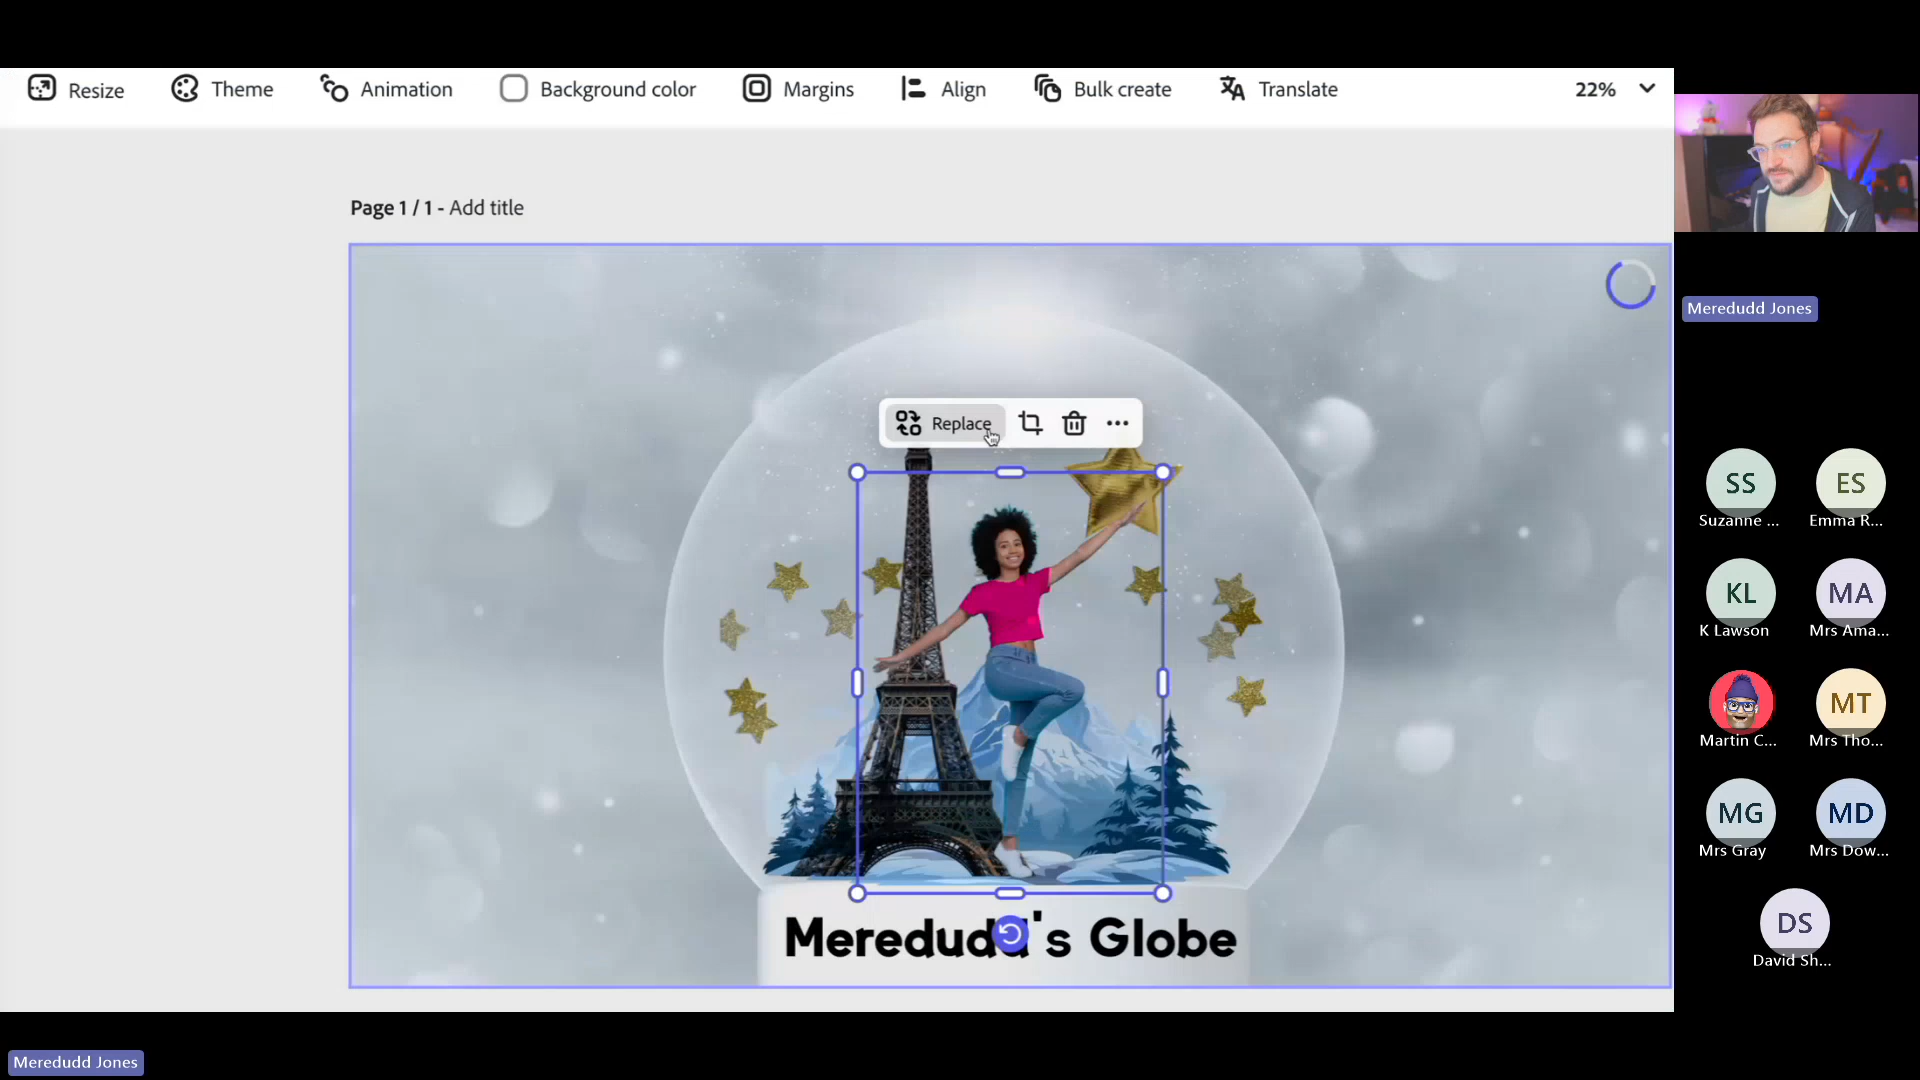 Resize Theme Animation Background color Margins Align Bulk create Translate 22%
Page 1 / 1 - Add title
Meredudd Jones
Replace
SS ES
Suzanne ... Emma R...
KL MA
K Lawson Mrs Ama...
MT
Martin C... Mrs Tho...
MG MD
Mrs Gray Mrs Dow...
DS
David Sh...
Meredudd's Globe
Meredudd Jones